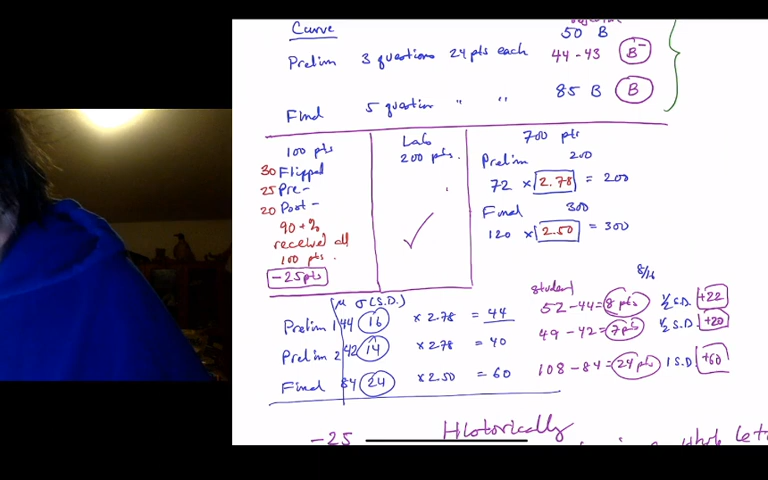 Curve
50 B
Prelim 3 questions 24 pts each 44-43 B-
Final 5 question " " 85 B B
100 pts
30 Flipped
25 Pre-
20 Post-
90+%
received all
100 pts.
-25pts
Lab
200 pts.
✓
700 pts
Prelim 200
72 × 2.78 = 200
Final 300
120 × 2.50 = 300
μ σ(S.D.)
Prelim 1 44 16 × 2.78 = 44
Prelim 2 42 14 × 2.78 = 40
Final 84 24 × 2.50 = 60
8/16
Student
52-44=8 pts ½ S.D. +22
49-42=7pts ½ S.D. +20
108-84=24 pts 1 S.D. +60
-25 Historically